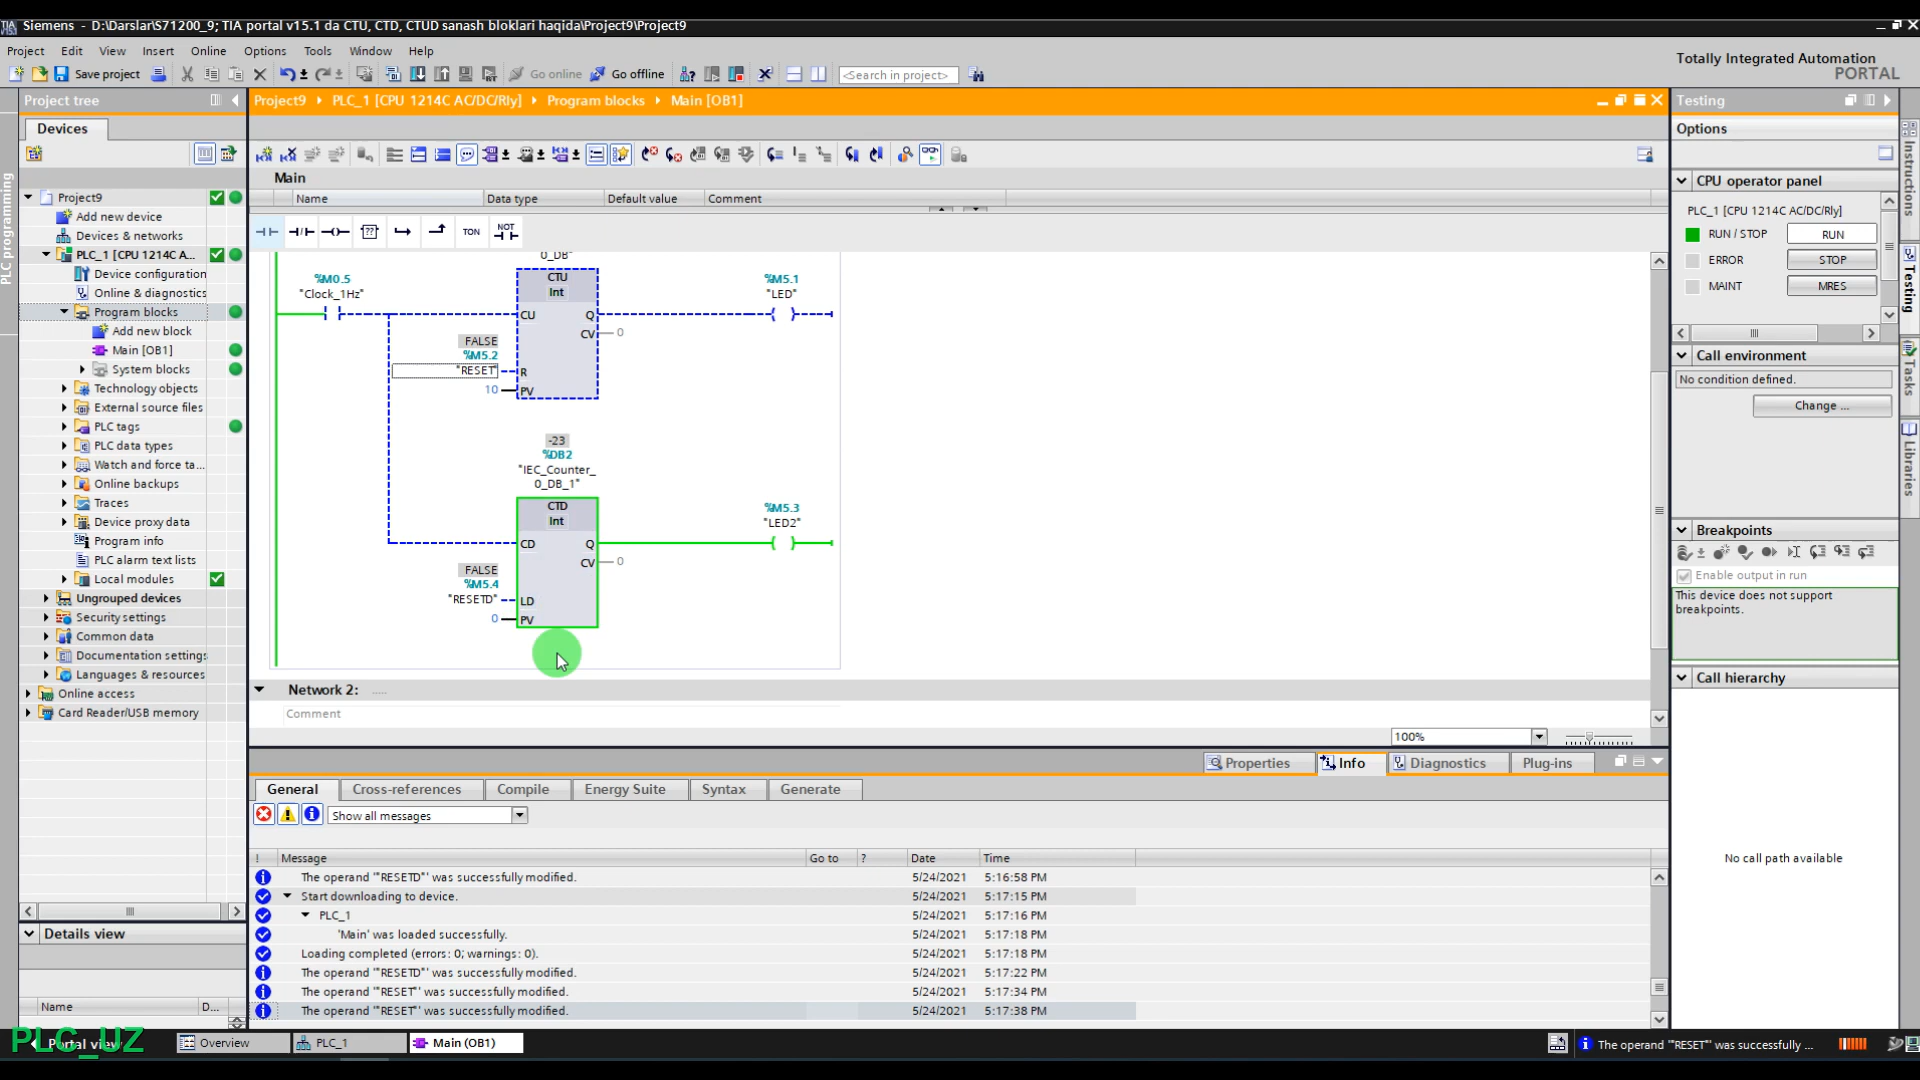 Siemens - D:\Darslar\S71200_9; TIA portal v15.1 da CTU, CTD, CTUD sanash bloklari haqida\Project9\Project9
Project Edit View Insert Online Options Tools Window Help
Totally Integrated Automation
PORTAL
Save project Go online Go offline <Search in project>
Project tree
Project9 PLC_1 [CPU 1214C AC/DC/Rly] Program blocks Main [OB1]
Testing
Devices
Options
PLC programming
Main
Name Data type Default value Comment
CPU operator panel
Project9
Add new device
Devices & networks
PLC_1 [CPU 1214C A...
Device configuration
Online & diagnostics
Program blocks
Add new block
Main [OB1]
System blocks
Technology objects
External source files
PLC tags
PLC data types
Watch and force ta...
Online backups
Traces
Device proxy data
Program info
PLC alarm text lists
Local modules
Ungrouped devices
Security settings
Common data
Documentation settings
Languages & resources
Online access
Card Reader/USB memory
TON NOT
0_DB"
CTU
Int
%M0.5
"Clock_1Hz"
%M5.1
"LED"
CU Q
CV 0
FALSE
%M5.2
"RESET" R
10 PV
-23
%DB2
"IEC_Counter_
0_DB_1"
CTD
Int
%M5.3
"LED2"
CD Q
CV 0
FALSE
%M5.4
"RESETD" LD
0 PV
Network 2: .....
Comment
100%
PLC_1 [CPU 1214C AC/DC/Rly]
RUN / STOP RUN
ERROR STOP
MAINT MRES
Call environment
No condition defined.
Change ...
Breakpoints
Enable output in run
This device does not support
breakpoints.
Call hierarchy
No call path available
Instructions
Testing
Tasks
Libraries
Properties Info Diagnostics Plug-ins
General Cross-references Compile Energy Suite Syntax Generate
Show all messages
! Message Go to ? Date Time
The operand '"RESETD"' was successfully modified. 5/24/2021 5:16:58 PM
Start downloading to device. 5/24/2021 5:17:15 PM
PLC_1 5/24/2021 5:17:16 PM
'Main' was loaded successfully. 5/24/2021 5:17:18 PM
Loading completed (errors: 0; warnings: 0). 5/24/2021 5:17:18 PM
The operand '"RESETD"' was successfully modified. 5/24/2021 5:17:22 PM
The operand '"RESET"' was successfully modified. 5/24/2021 5:17:34 PM
The operand '"RESET"' was successfully modified. 5/24/2021 5:17:38 PM
Details view
Name D...
PLC_UZ
Portal view Overview PLC_1 Main (OB1)
The operand '"RESET"' was successfully ...